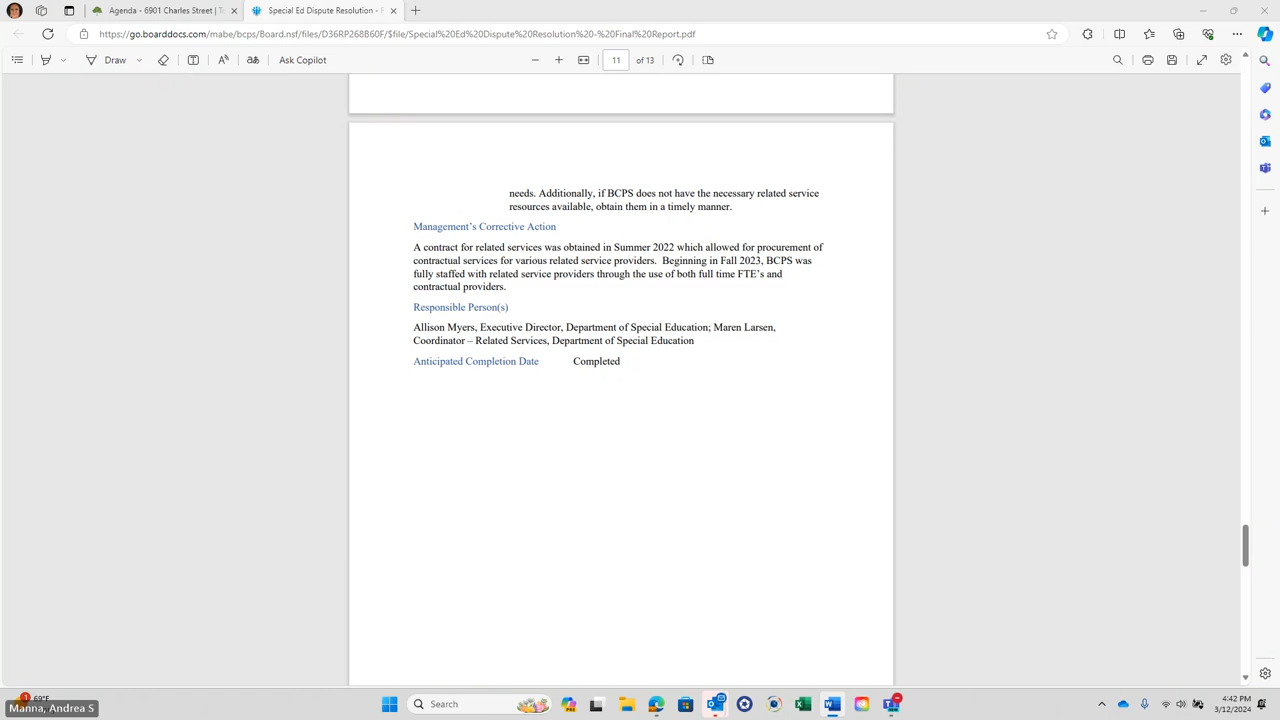 Agenda - 6901 Charles Street | To
Special Ed Dispute Resolution - F
https://go.boarddocs.com/mabe/bcps/Board.nsf/files/D36RP268B60F/$file/Special%20Ed%20Dispute%20Resolution%20-%20Final%20Report.pdf
Draw
Ask Copilot
11
of 13
needs. Additionally, if BCPS does not have the necessary related service
resources available, obtain them in a timely manner.
Management's Corrective Action
A contract for related services was obtained in Summer 2022 which allowed for procurement of
contractual services for various related service providers. Beginning in Fall 2023, BCPS was
fully staffed with related service providers through the use of both full time FTE's and
contractual providers.
Responsible Person(s)
Allison Myers, Executive Director, Department of Special Education; Maren Larsen,
Coordinator – Related Services, Department of Special Education
Anticipated Completion Date Completed
1
69°F
Manna, Andrea S
Search
4:42 PM
3/12/2024